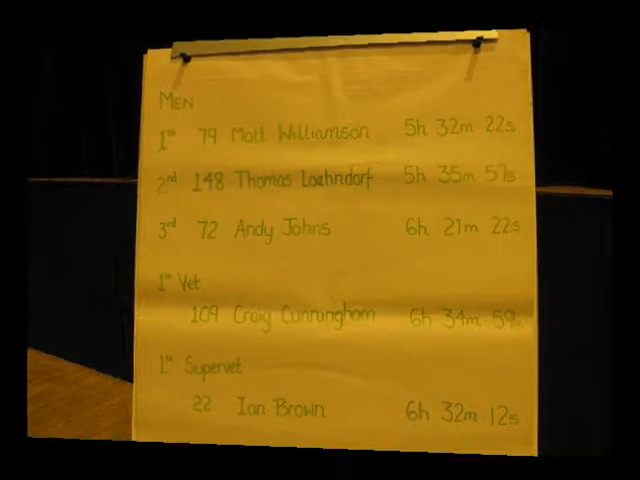 MEN
1st 79 Matt Williamson 5h 32m 22s
2nd 148 Thomas Loehndorf 5h 35m 57s
3rd 72 Andy Johns 6h 21m 22s
1st Vet
109 Craig Cunningham 6h 34m 59s
1st Supervet
22 Ian Brown 6h 32m 12s